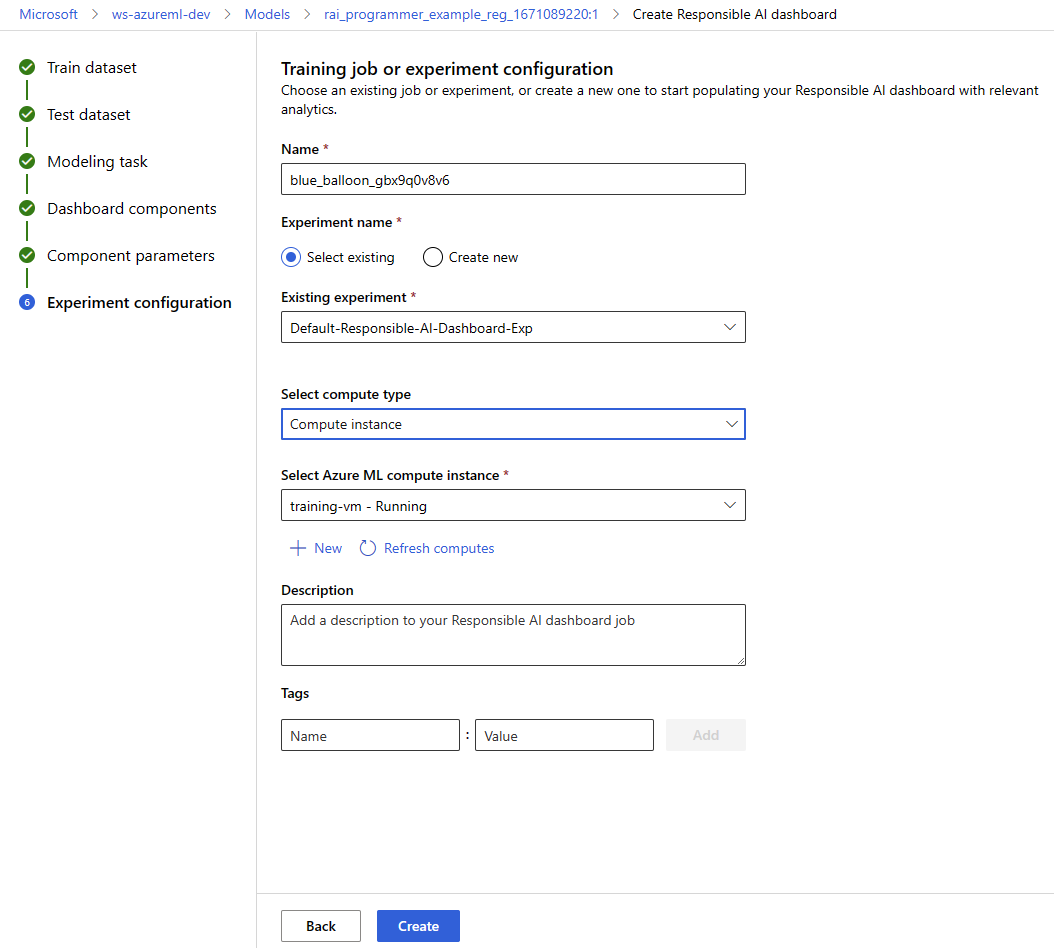 Microsoft > ws-azureml-dev > Models > rai_programmer_example_reg_1671089220:1 > Create Responsible AI dashboard
Train dataset
Test dataset
Modeling task
Dashboard components
Component parameters
6 Experiment configuration
Training job or experiment configuration
Choose an existing job or experiment, or create a new one to start populating your Responsible AI dashboard with relevant
analytics.
Name *
blue_balloon_gbx9q0v8v6
Experiment name *
Select existing Create new
Existing experiment *
Default-Responsible-AI-Dashboard-Exp
Select compute type
Compute instance
Select Azure ML compute instance *
training-vm - Running
New Refresh computes
Description
Add a description to your Responsible AI dashboard job
Tags
Name : Value Add
Back Create